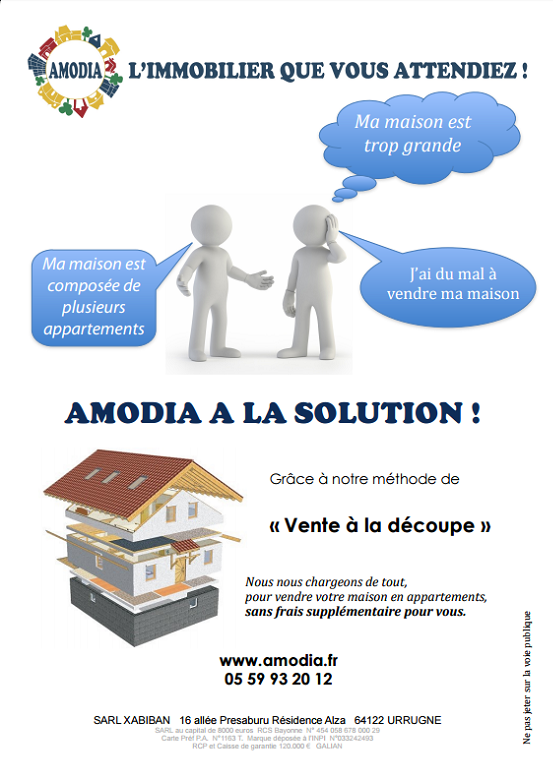 AMODIA
L'IMMOBILIER QUE VOUS ATTENDIEZ !
Ma maison est
trop grande
Ma maison est
composée de
plusieurs
appartements
J'ai du mal à
vendre ma maison
AMODIA A LA SOLUTION !
Grâce à notre méthode de
« Vente à la découpe »
Nous nous chargeons de tout,
pour vendre votre maison en appartements,
sans frais supplémentaire pour vous.
www.amodia.fr
05 59 93 20 12
Ne pas jeter sur la voie publique
SARL XABIBAN 16 allée Presaburu Résidence Alza 64122 URRUGNE
SARL au capital de 8000 euros RCS Bayonne N° 454 058 678 000 29
Carte Préf P.A. N°1163 T. Marque déposée à l'INPI N°033242493
RCP et Caisse de garantie 120.000 € GALIAN